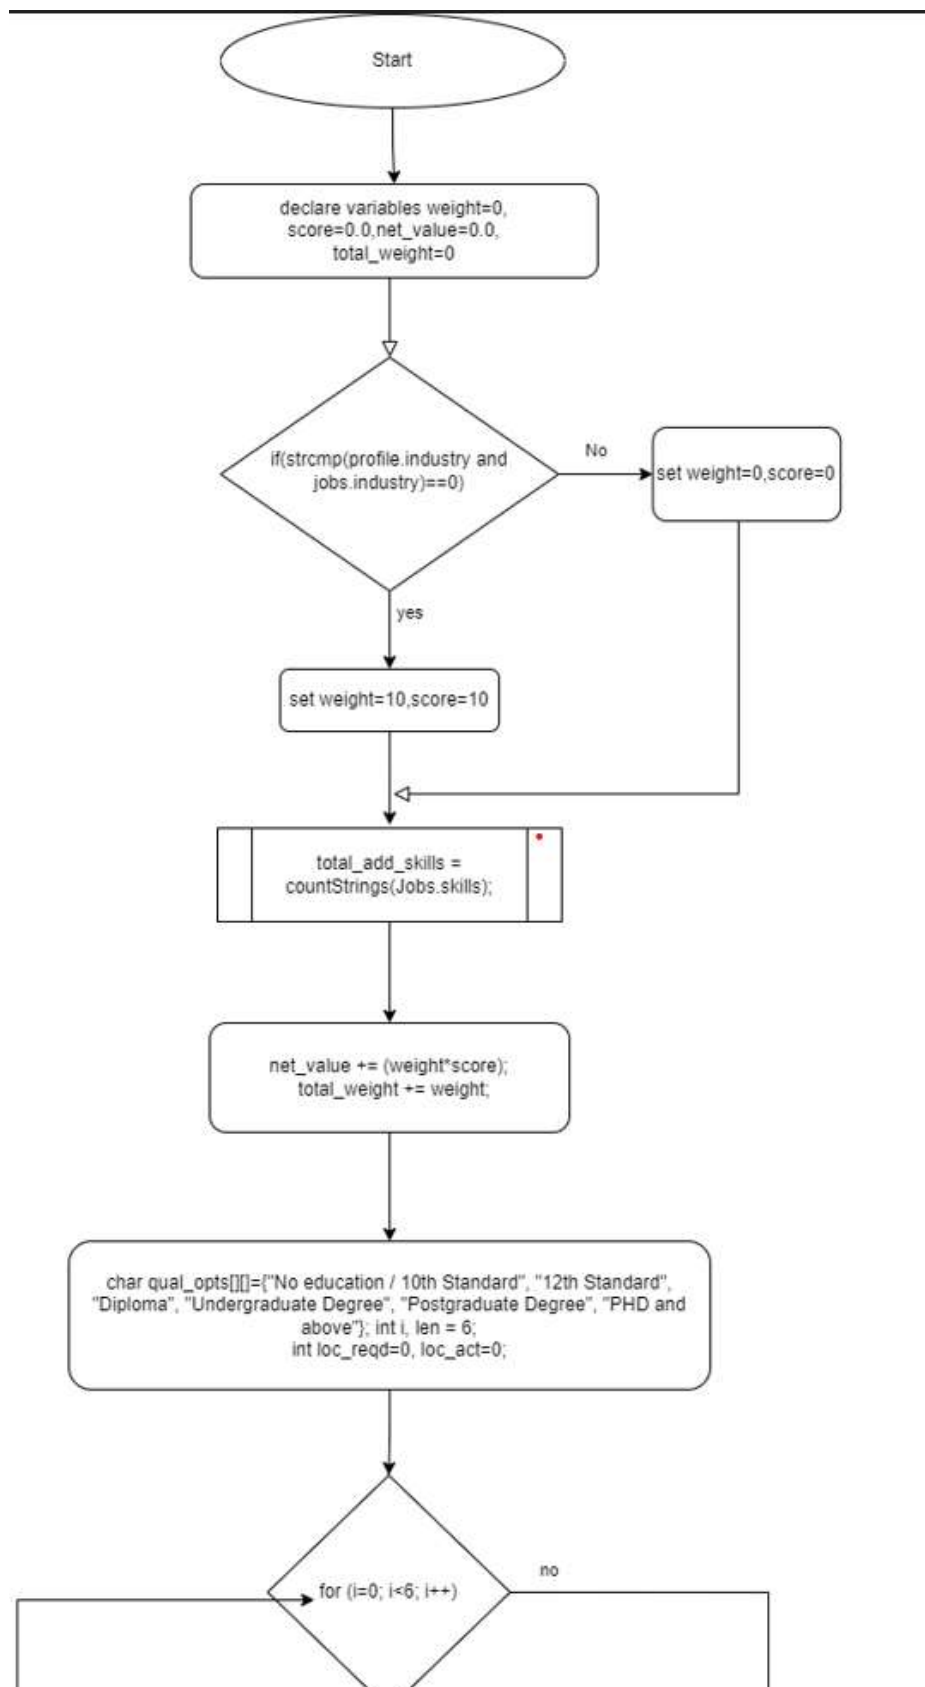 Start
declare variables weight=0,
score=0.0,net_value=0.0,
total_weight=0
if(strcmp(profile.industry and
jobs.industry)==0)
No
set weight=0,score=0
yes
set weight=10,score=10
total_add_skills =
countStrings(Jobs.skills);
net_value += (weight*score);
total_weight += weight;
char qual_opts[][]={"No education / 10th Standard", "12th Standard",
"Diploma", "Undergraduate Degree", "Postgraduate Degree", "PHD and
above"}; int i, len = 6;
int loc_reqd=0, loc_act=0;
no
for (i=0; i<6; i++)